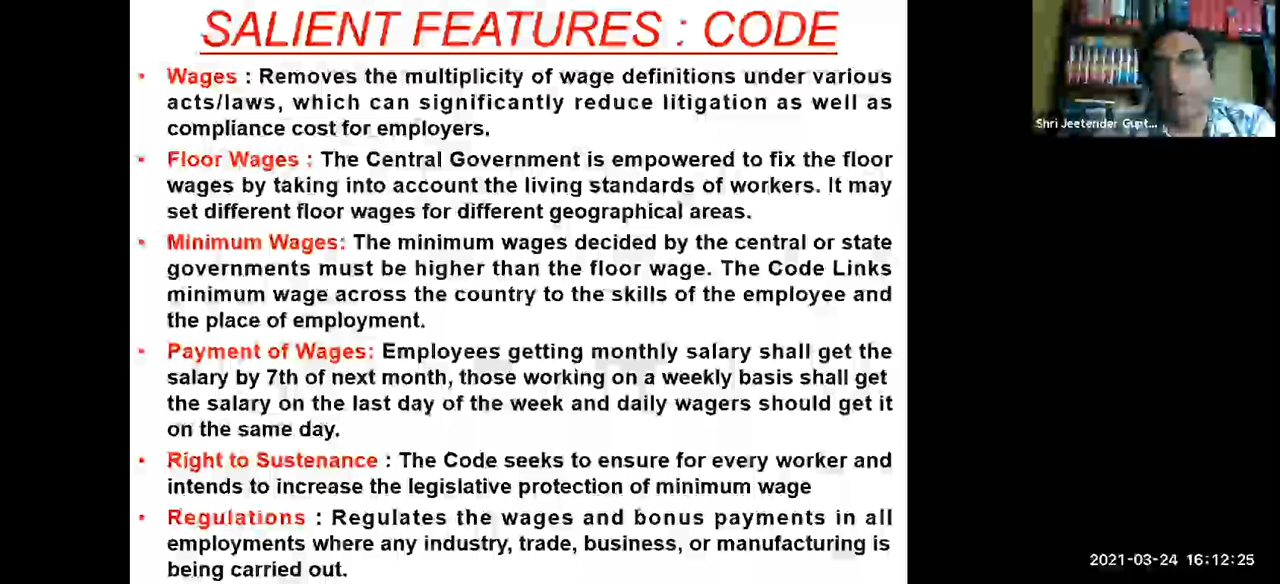 SALIENT FEATURES : CODE
• Wages : Removes the multiplicity of wage definitions under various
acts/laws, which can significantly reduce litigation as well as
compliance cost for employers.
• Floor Wages : The Central Government is empowered to fix the floor
wages by taking into account the living standards of workers. It may
set different floor wages for different geographical areas.
• Minimum Wages: The minimum wages decided by the central or state
governments must be higher than the floor wage. The Code Links
minimum wage across the country to the skills of the employee and
the place of employment.
• Payment of Wages: Employees getting monthly salary shall get the
salary by 7th of next month, those working on a weekly basis shall get
the salary on the last day of the week and daily wagers should get it
on the same day.
• Right to Sustenance : The Code seeks to ensure for every worker and
intends to increase the legislative protection of minimum wage
• Regulations : Regulates the wages and bonus payments in all
employments where any industry, trade, business, or manufacturing is
being carried out.
Shri Jeetender Gupt...
2021-03-24 16:12:25